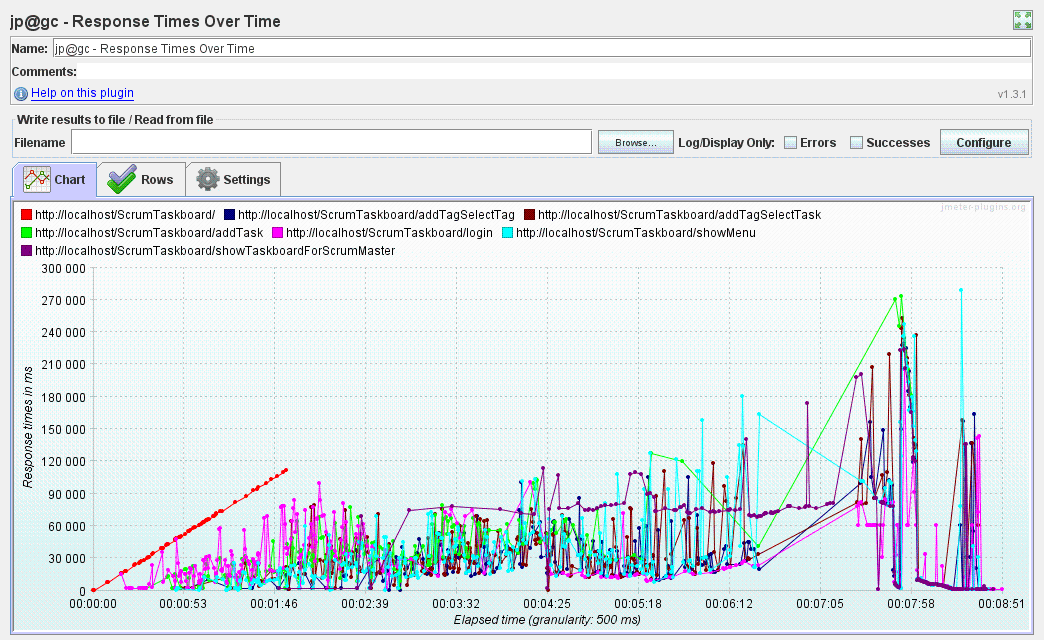 jp@gc - Response Times Over Time
Name: jp@gc - Response Times Over Time
Comments:
Help on this plugin v1.3.1
Write results to file / Read from file
Filename Browse... Log/Display Only: Errors Successes Configure
Chart Rows Settings
jmeter-plugins.org
http://localhost/ScrumTaskboard/ http://localhost/ScrumTaskboard/addTagSelectTag http://localhost/ScrumTaskboard/addTagSelectTask
http://localhost/ScrumTaskboard/addTask http://localhost/ScrumTaskboard/login http://localhost/ScrumTaskboard/showMenu
http://localhost/ScrumTaskboard/showTaskboardForScrumMaster
300 000
270 000
240 000
210 000
180 000
150 000
120 000
90 000
60 000
30 000
0
Response times in ms
00:00:00 00:00:53 00:01:46 00:02:39 00:03:32 00:04:25 00:05:18 00:06:12 00:07:05 00:07:58 00:08:51
Elapsed time (granularity: 500 ms)